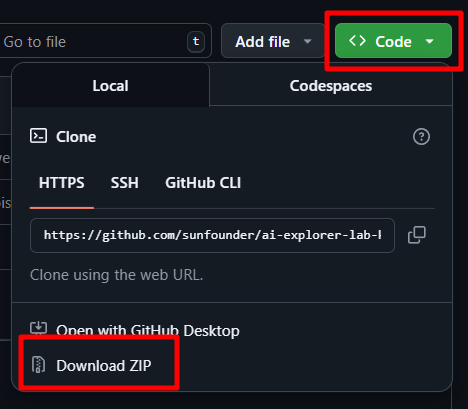 Go to file
t
Add file
Code
Local
Codespaces
Clone
?
HTTPS
SSH
GitHub CLI
https://github.com/sunfounder/ai-explorer-lab-
Clone using the web URL.
Open with GitHub Desktop
Download ZIP